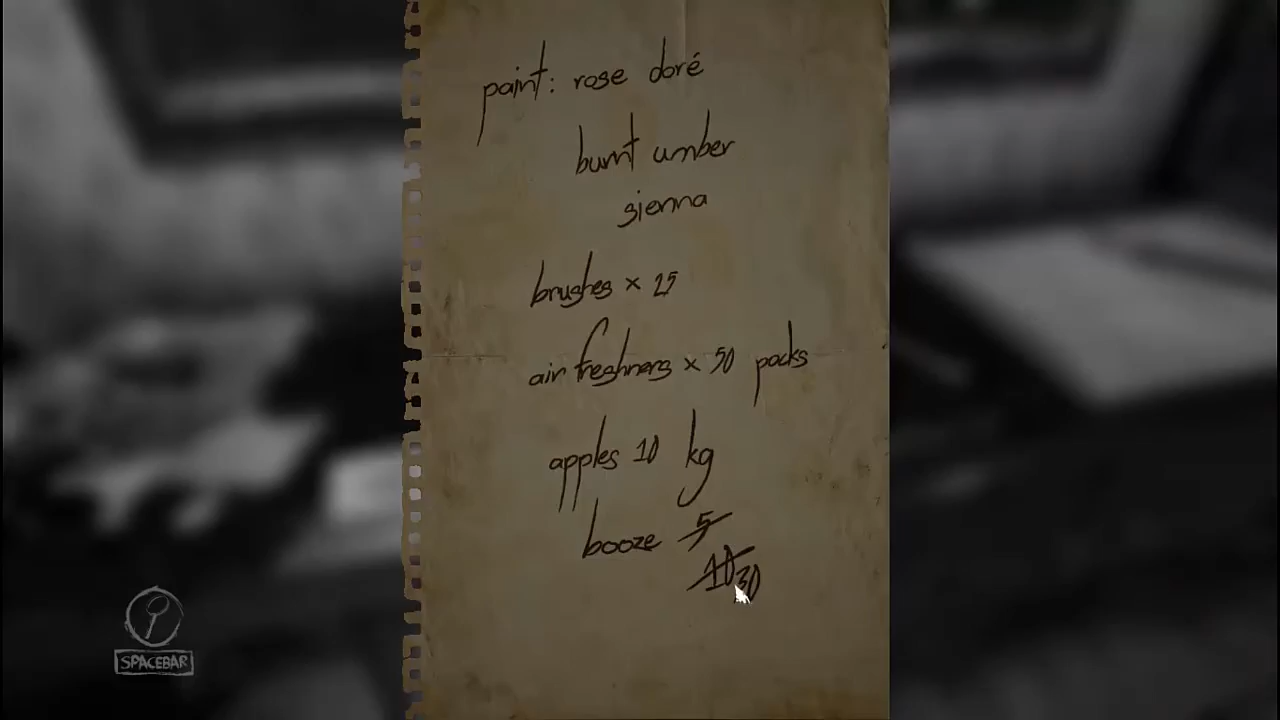 paint: rose doré
burnt umber
sienna
brushes x 25
air freshners x 50 packs
apples 10 kg
booze 5
10 30
SPACEBAR